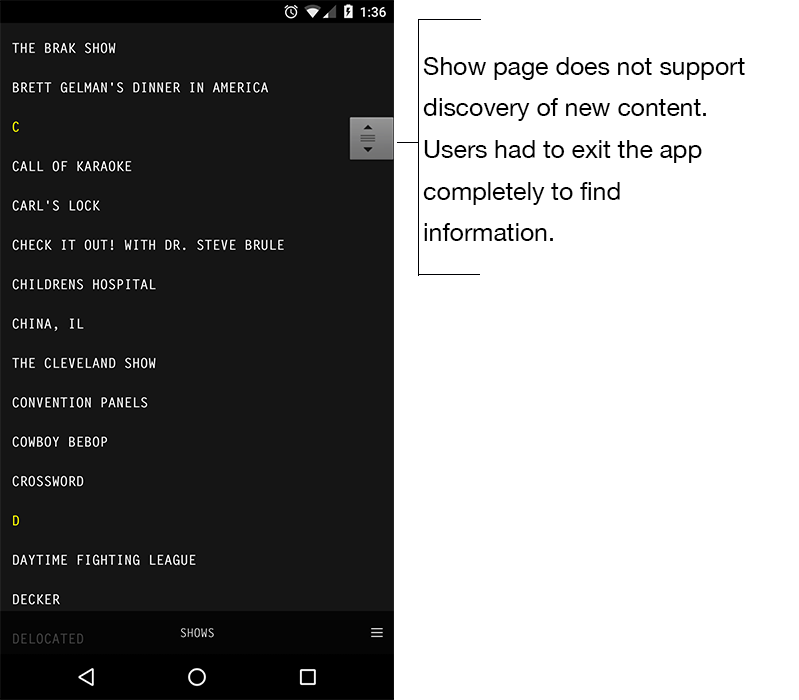 1:36
THE BRAK SHOW
BRETT GELMAN'S DINNER IN AMERICA
C
CALL OF KARAOKE
CARL'S LOCK
CHECK IT OUT! WITH DR. STEVE BRULE
CHILDRENS HOSPITAL
CHINA, IL
THE CLEVELAND SHOW
CONVENTION PANELS
COWBOY BEBOP
CROSSWORD
D
DAYTIME FIGHTING LEAGUE
DECKER
DELOCATED
SHOWS
Show page does not support
discovery of new content.
Users had to exit the app
completely to find
information.